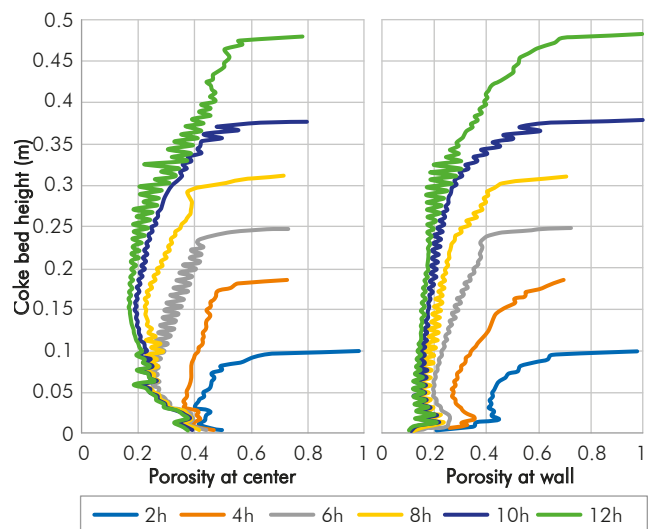 0.5
0.45
0.4
0.35
0.3
0.25
0.2
0.15
0.1
0.05
0
Coke bed height (m)
0 0.2 0.4 0.6 0.8 1
0 0.2 0.4 0.6 0.8 1
Porosity at center
Porosity at wall
2h 4h 6h 8h 10h 12h